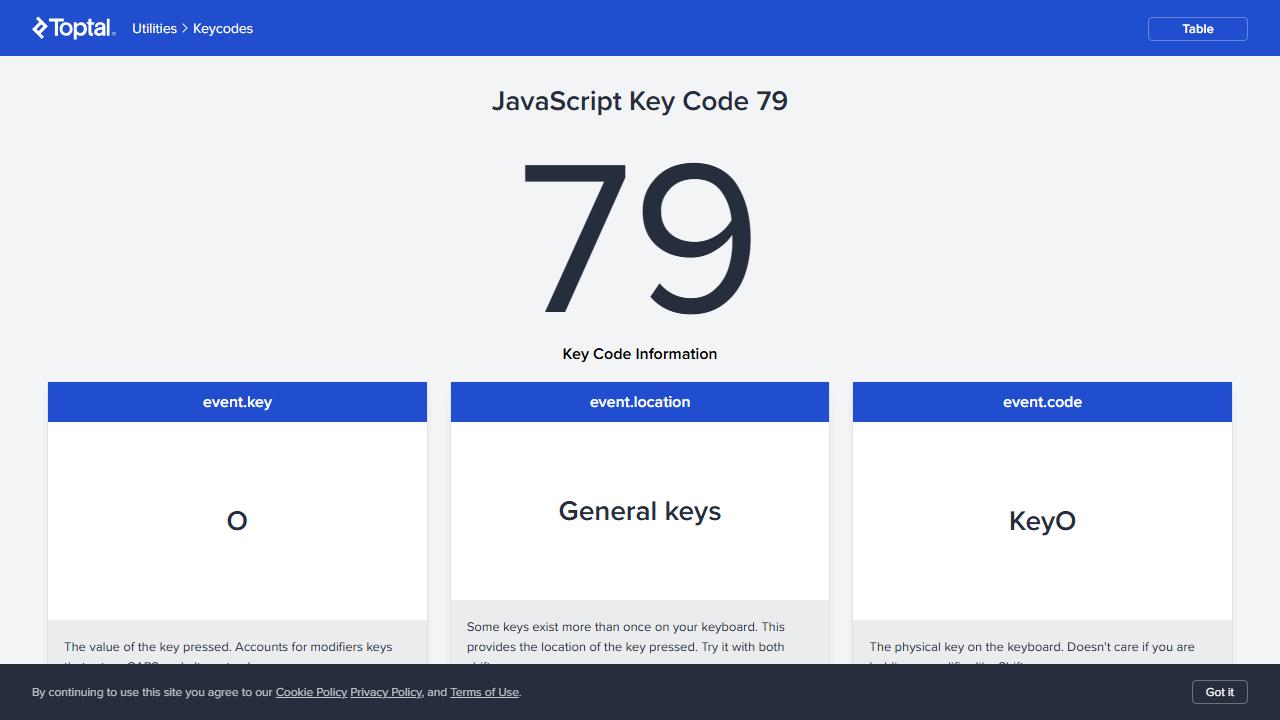 Toptal Utilities > Keycodes Table
JavaScript Key Code 79
79
Key Code Information
event.key
O
The value of the key pressed. Accounts for modifiers keys
event.location
General keys
Some keys exist more than once on your keyboard. This
provides the location of the key pressed. Try it with both
event.code
KeyO
The physical key on the keyboard. Doesn't care if you are
By continuing to use this site you agree to our Cookie Policy Privacy Policy, and Terms of Use.
Got it